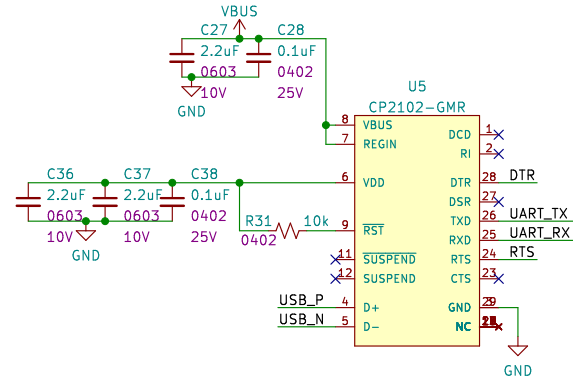 VBUS
C27
2.2uF
0603
10V
C28
0.1uF
0402
25V
GND
U5
CP2102-GMR
8
VBUS
7
REGIN
6
VDD
9
RST
11
SUSPEND
12
SUSPEND
4
D+
5
D-
DCD
1
RI
2
DTR
28
DTR
DSR
27
TXD
26
UART_TX
RXD
25
UART_RX
RTS
24
RTS
CTS
23
GND
29
NC
GND
C36
2.2uF
0603
10V
C37
2.2uF
0603
10V
C38
0.1uF
0402
25V
GND
R31
10k
0402
USB_P
USB_N